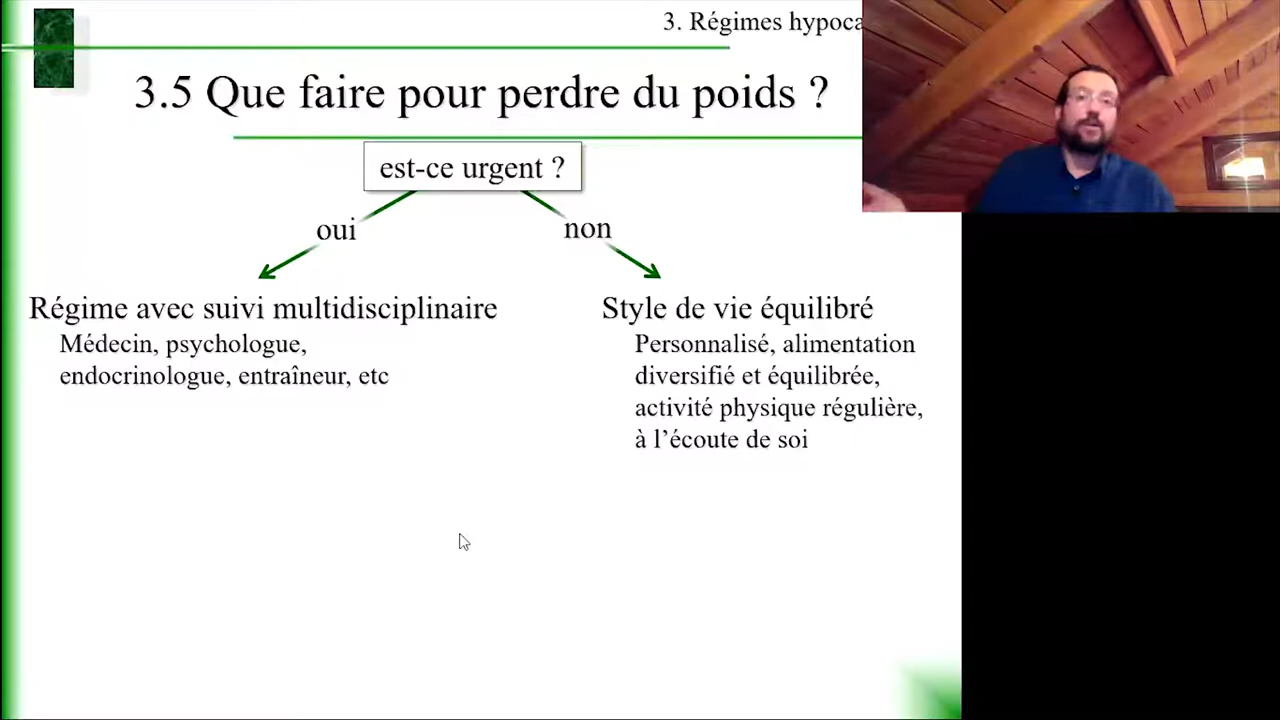 3. Régimes hypoca
3.5 Que faire pour perdre du poids ?
est-ce urgent ?
oui
non
Régime avec suivi multidisciplinaire
Médecin, psychologue,
endocrinologue, entraîneur, etc
Style de vie équilibré
Personnalisé, alimentation
diversifié et équilibrée,
activité physique régulière,
à l’écoute de soi